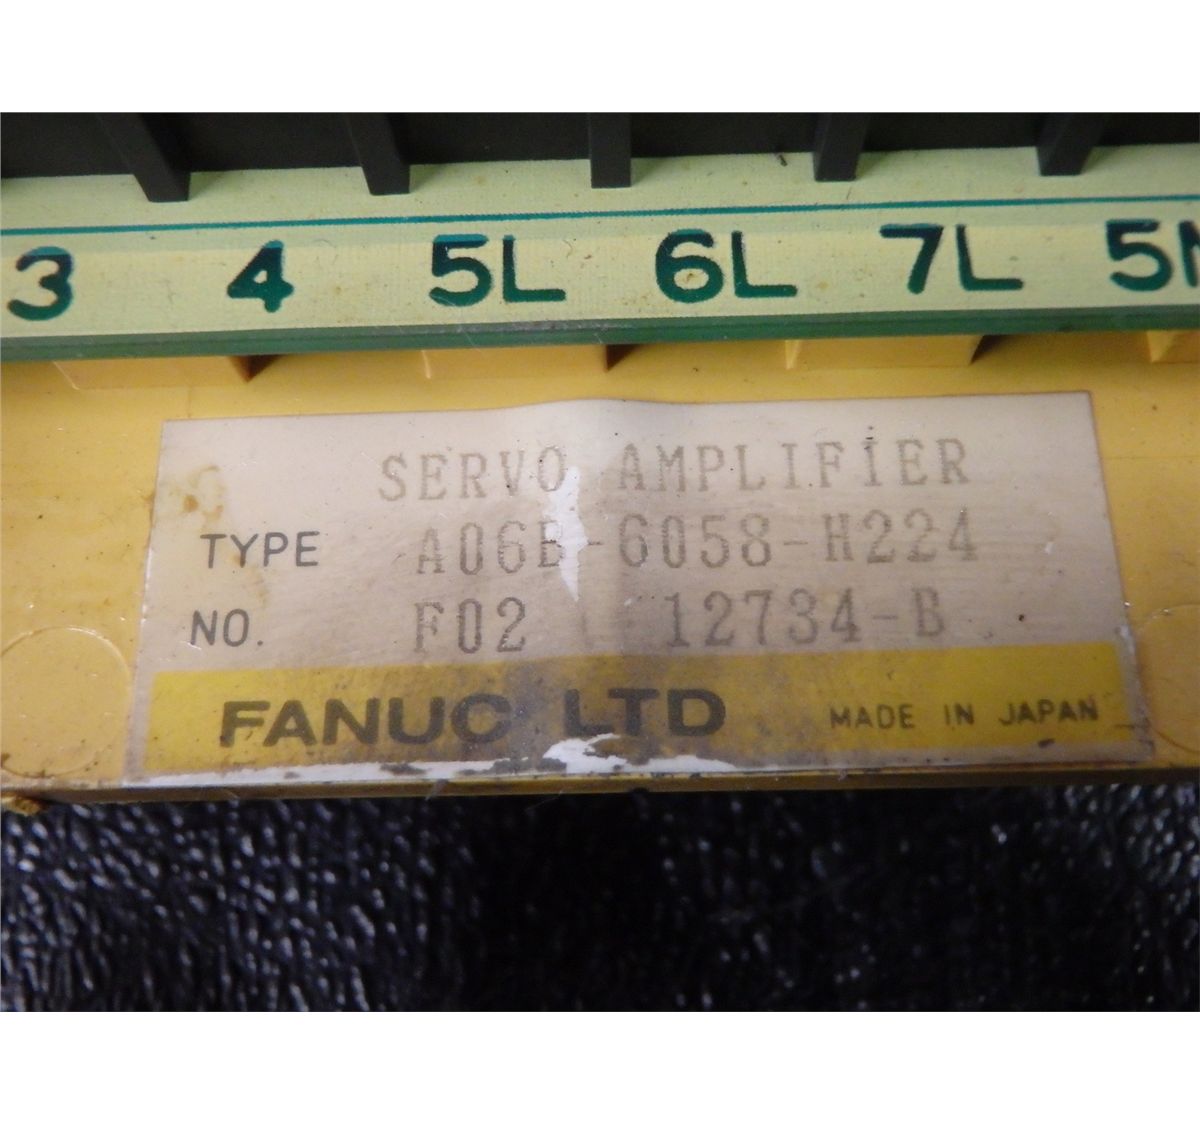 3 4 5L 6L 7L 5
SERVO AMPLIFIER
TYPE A06B-6058-H224
NO. F02 12734-B
FANUC LTD MADE IN JAPAN